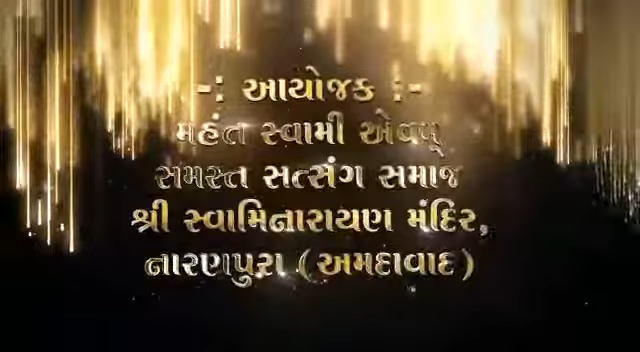 -: આયોજક :-
મહંત સ્વામી એવમ્
સમસ્ત સત્સંગ સમાજ
શ્રી સ્વામિનારાયણ મંદિર,
નારણપુરા (અમદાવાદ)